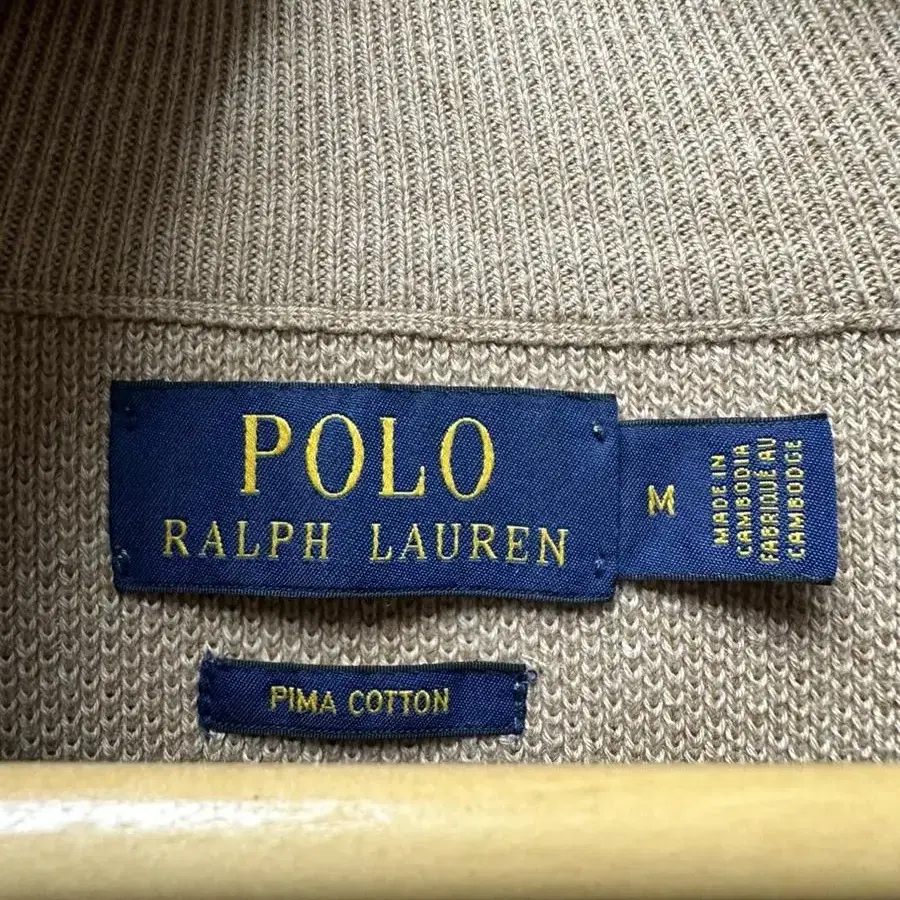 POLO
RALPH LAUREN
M
MADE IN
CAMBODIA
FABRIQUÉ AU
CAMBODGE
PIMA COTTON